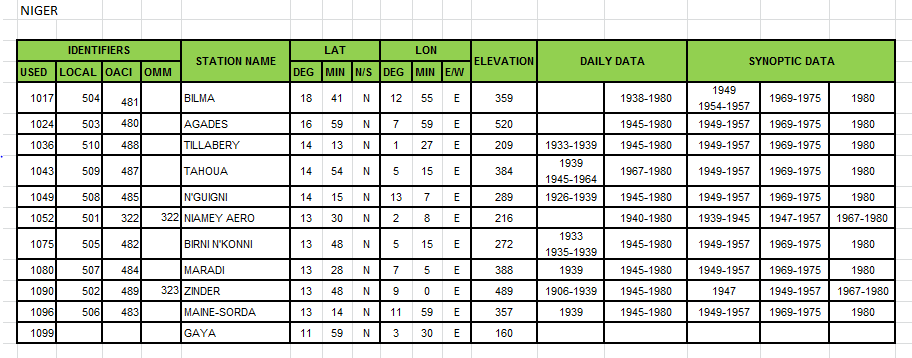 NIGER
IDENTIFIERS STATION NAME LAT LON ELEVATION DAILY DATA SYNOPTIC DATA
USED LOCAL OACI OMM DEG MIN N/S DEG MIN E/W
1017 504 481 BILMA 18 41 N 12 55 E 359 1938-1980 1949 1969-1975 1980
1954-1957
1024 503 480 AGADES 16 59 N 7 59 E 520 1945-1980 1949-1957 1969-1975 1980
1036 510 488 TILLABERY 14 13 N 1 27 E 209 1933-1939 1945-1980 1949-1957 1969-1975 1980
1043 509 487 TAHOUA 14 54 N 5 15 E 384 1939 1967-1980 1949-1957 1969-1975 1980
1945-1964
1049 508 485 N'GUIGNI 14 15 N 13 7 E 289 1926-1939 1945-1980 1949-1957 1969-1975 1980
1052 501 322 322 NIAMEY AERO 13 30 N 2 8 E 216 1940-1980 1939-1945 1947-1957 1967-1980
1075 505 482 BIRNI N'KONNI 13 48 N 5 15 E 272 1933 1945-1980 1949-1957 1969-1975 1980
1935-1939
1080 507 484 MARADI 13 28 N 7 5 E 388 1939 1945-1980 1949-1957 1969-1975 1980
1090 502 489 323 ZINDER 13 48 N 9 0 E 489 1906-1939 1945-1980 1947 1949-1957 1967-1980
1096 506 483 MAINE-SORDA 13 14 N 11 59 E 357 1939 1945-1980 1949-1957 1969-1975 1980
1099 GAYA 11 59 N 3 30 E 160